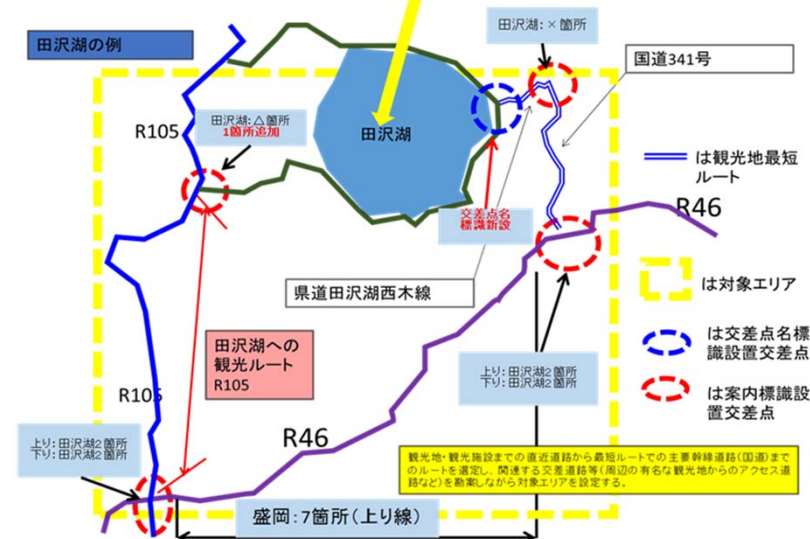 田沢湖の例
田沢湖:×箇所
国道341号
R105
田沢湖:△箇所
1箇所追加
田沢湖
は観光地最短
ルート
R46
交差点名
標識新設
県道田沢湖西木線
は対象エリア
田沢湖への
観光ルート
R105
は交差点名標
識設置交差点
上り:田沢湖2箇所
下り:田沢湖2箇所
は案内標識設
置交差点
R105
R46
上り:田沢湖2箇所
下り:田沢湖2箇所
観光地・観光施設までの直近道路から最短ルートでの主要幹線道路(国道)まで
のルートを選定し、関連する交差道路等(周辺の有名な観光地からのアクセス道
路など)を勘案しながら対象エリアを設定する。
盛岡:7箇所(上り線)